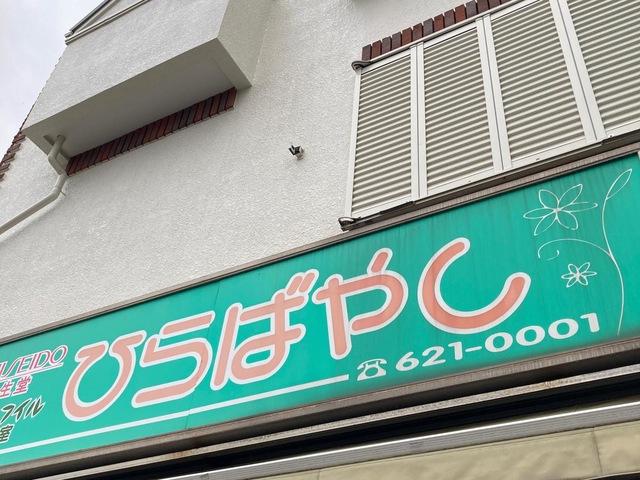 SEIDO
生堂
フイル
室
ひらばやし
☎621-0001